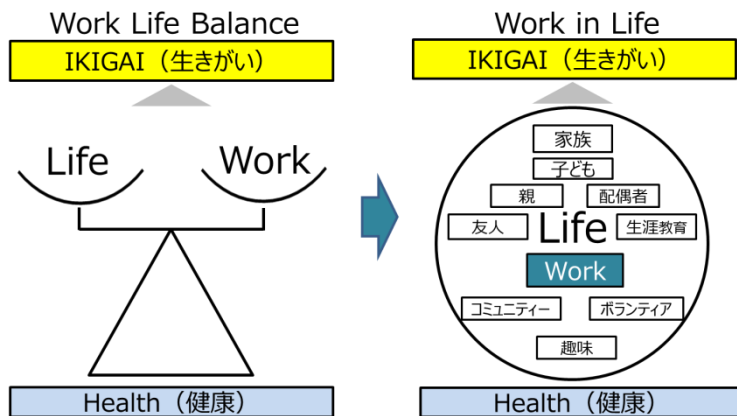 Work Life Balance
IKIGAI（生きがい）
Life
Work
Health（健康）
Work in Life
IKIGAI（生きがい）
家族
子ども
親
配偶者
友人
Life
生涯教育
Work
コミュニティー
ボランティア
趣味
Health（健康）